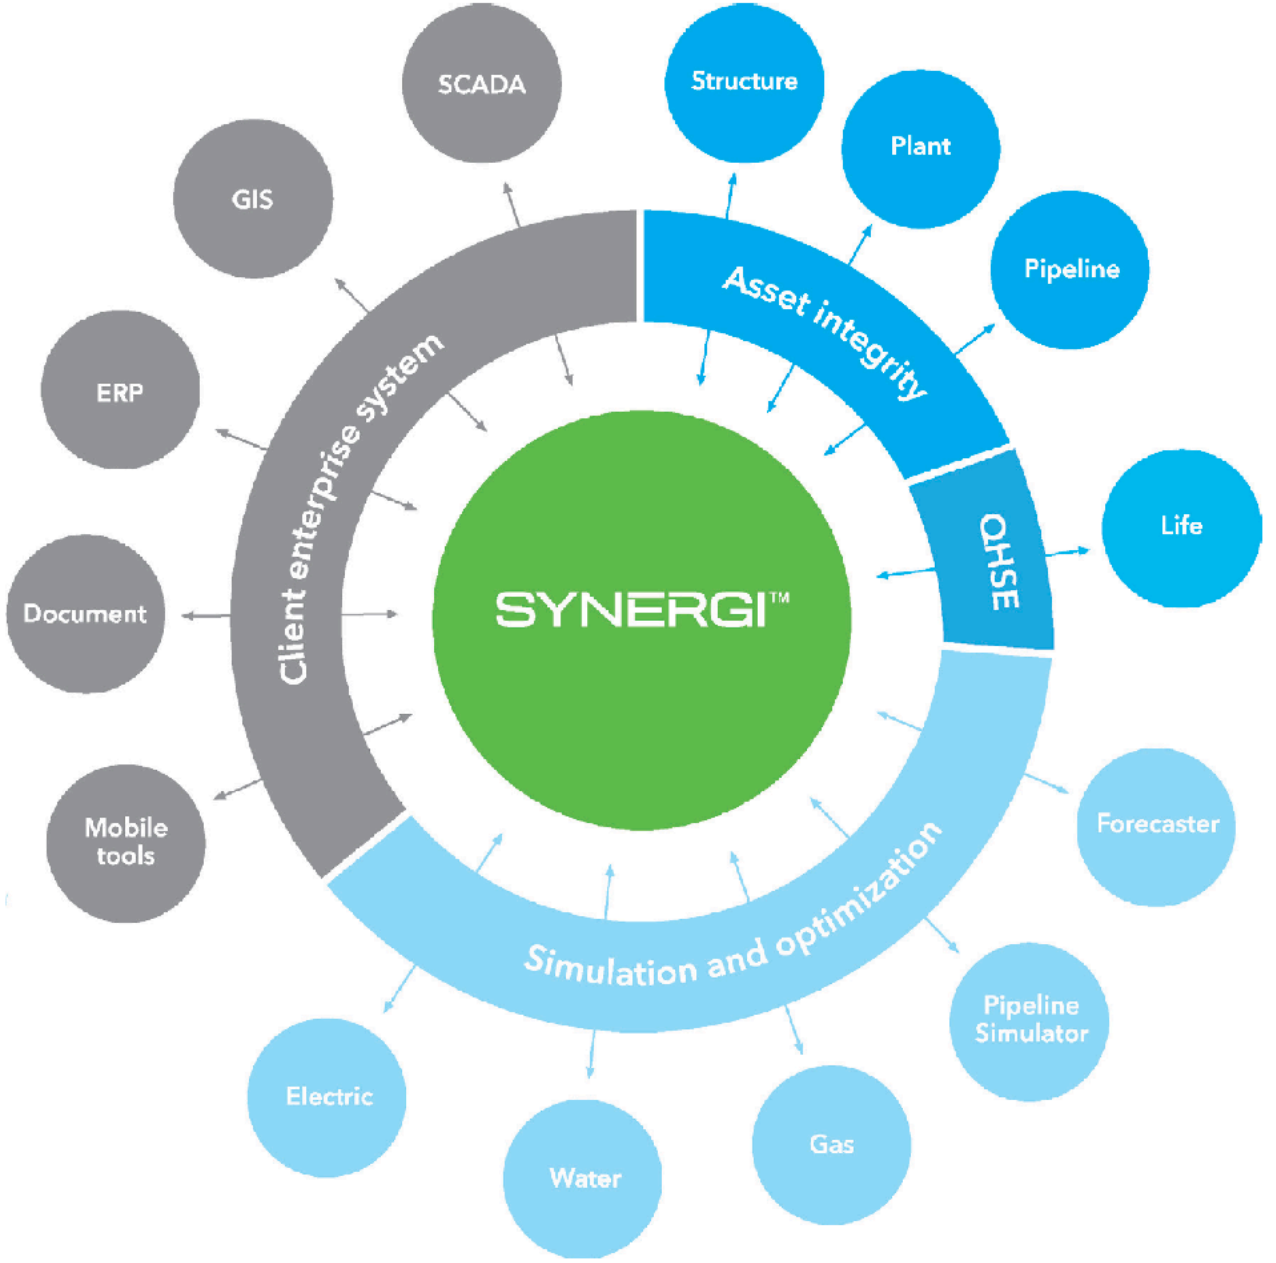 SCADA
Structure
Plant
GIS
Pipeline
Asset integrity
ERP
Client enterprise system
QHSE
Life
Document
SYNERGI™
Mobile
tools
Forecaster
Simulation and optimization
Pipeline
Simulator
Electric
Water
Gas